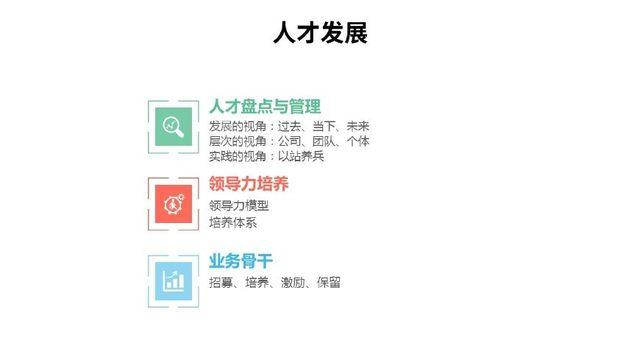 人才发展
人才盘点与管理
发展的视角：过去、当下、未来
层次的视角：公司、团队、个体
实践的视角：以站养兵
领导力培养
领导力模型
培养体系
业务骨干
招募、培养、激励、保留